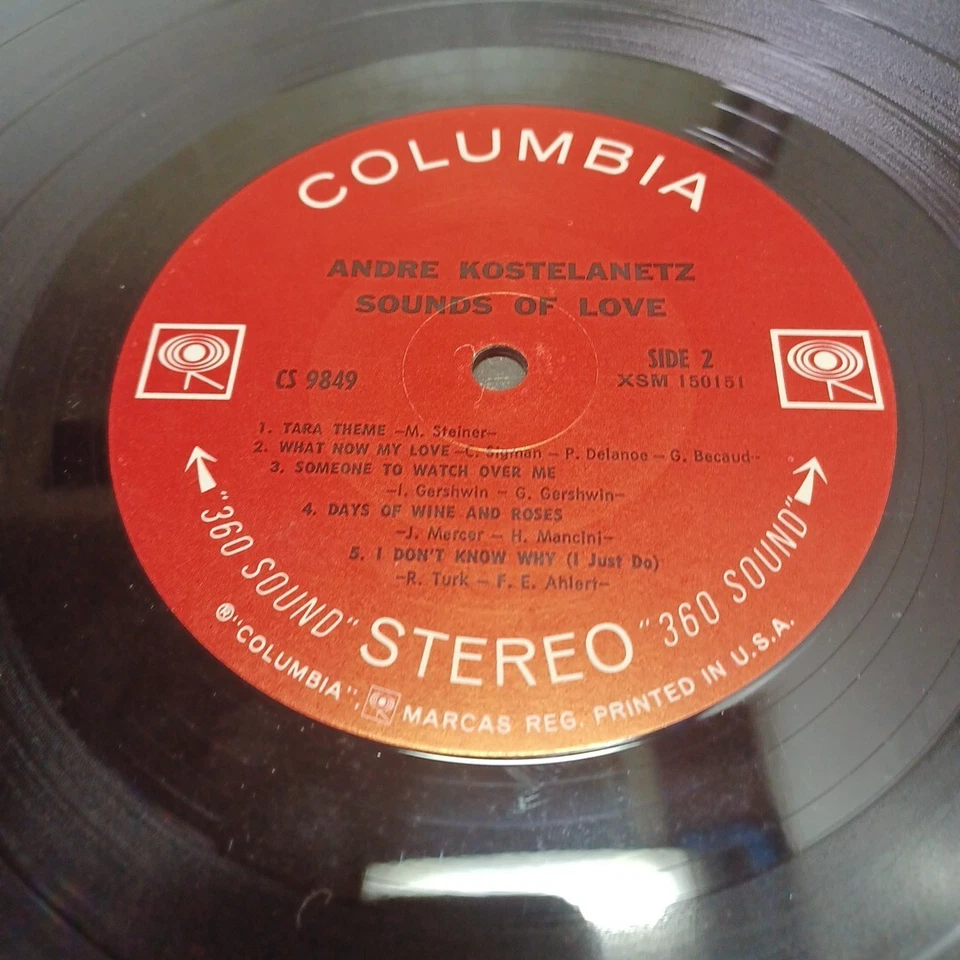 COLUMBIA
ANDRE KOSTELANETZ
SOUNDS OF LOVE
CS 9849
SIDE 2
XSM 150151
1. TARA THEME –M. Steiner–
2. WHAT NOW MY LOVE –C. Sigman – P. Delanoe – G. Becaud–
3. SOMEONE TO WATCH OVER ME
–I. Gershwin – G. Gershwin–
4. DAYS OF WINE AND ROSES
–J. Mercer – H. Mancini–
5. I DON'T KNOW WHY (I Just Do)
–R. Turk – F. E. Ahlert–
"360 SOUND" STEREO "360 SOUND"
® "COLUMBIA", MARCAS REG. PRINTED IN U.S.A.